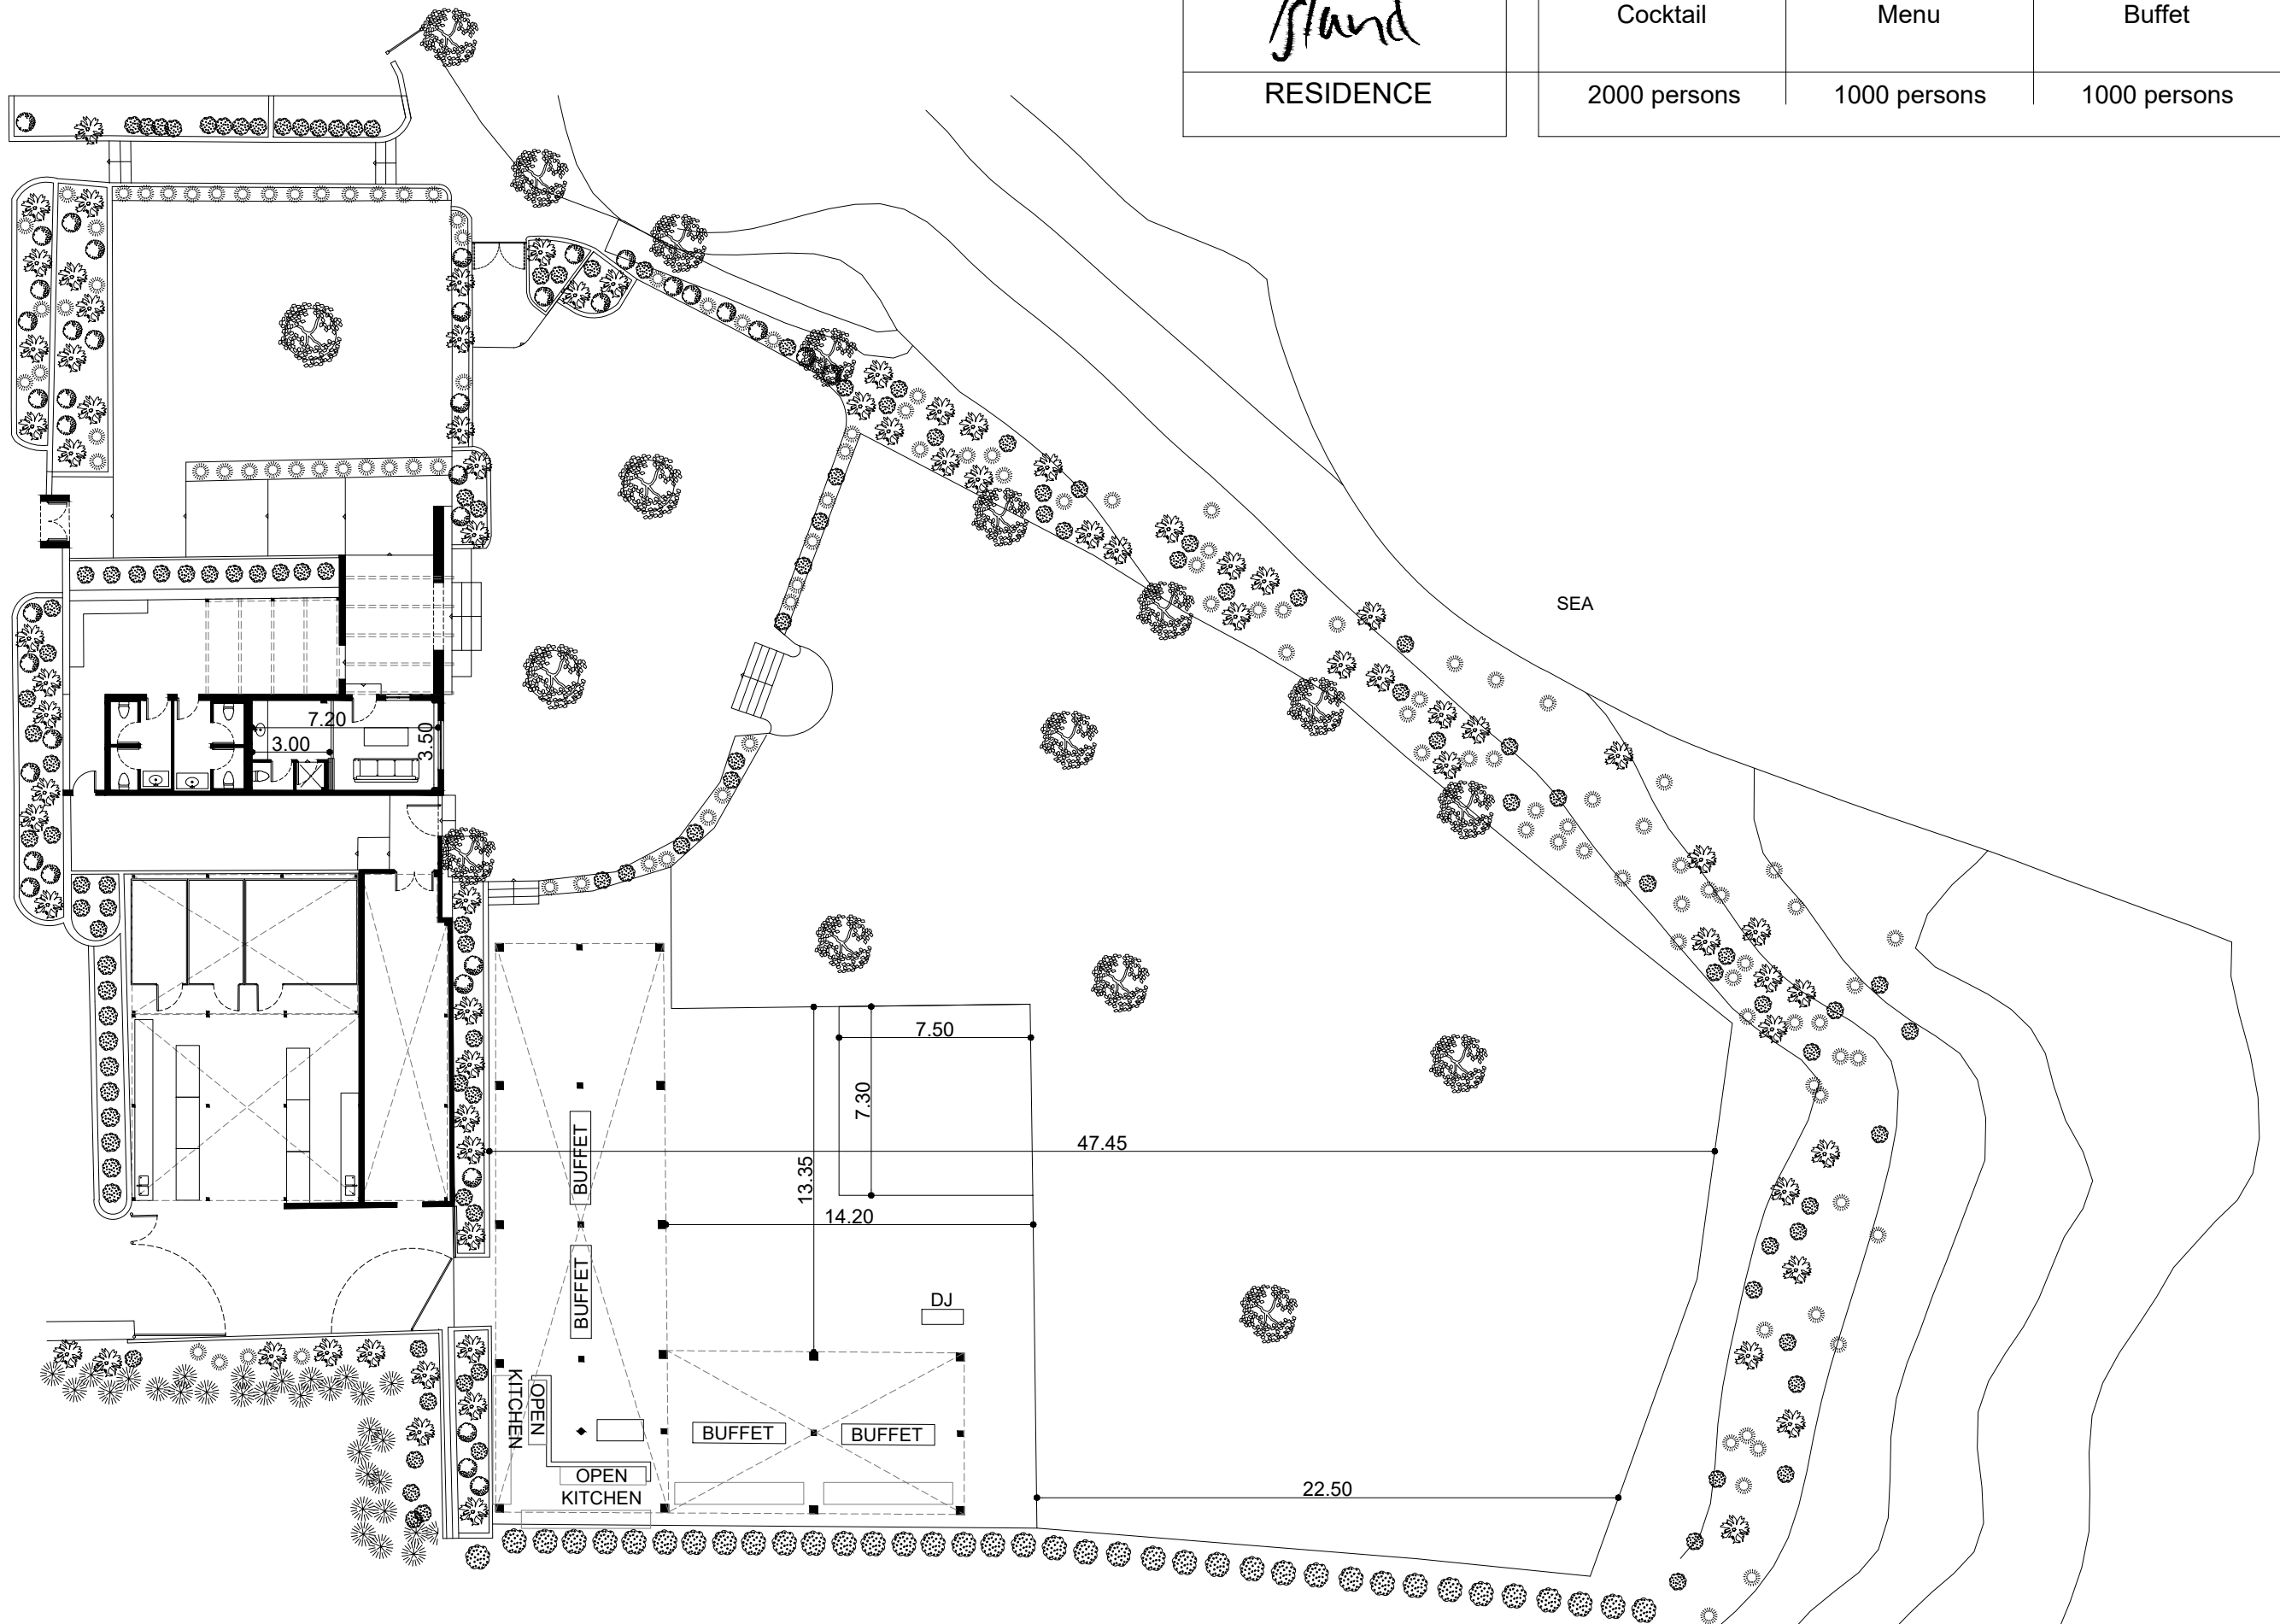 Island
Cocktail
Menu
Buffet
RESIDENCE
2000 persons
1000 persons
1000 persons
SEA
7.20
3.00
3.50
7.50
7.30
47.45
13.35
14.20
BUFFET
BUFFET
DJ
OPEN
KITCHEN
BUFFET
BUFFET
OPEN
KITCHEN
22.50